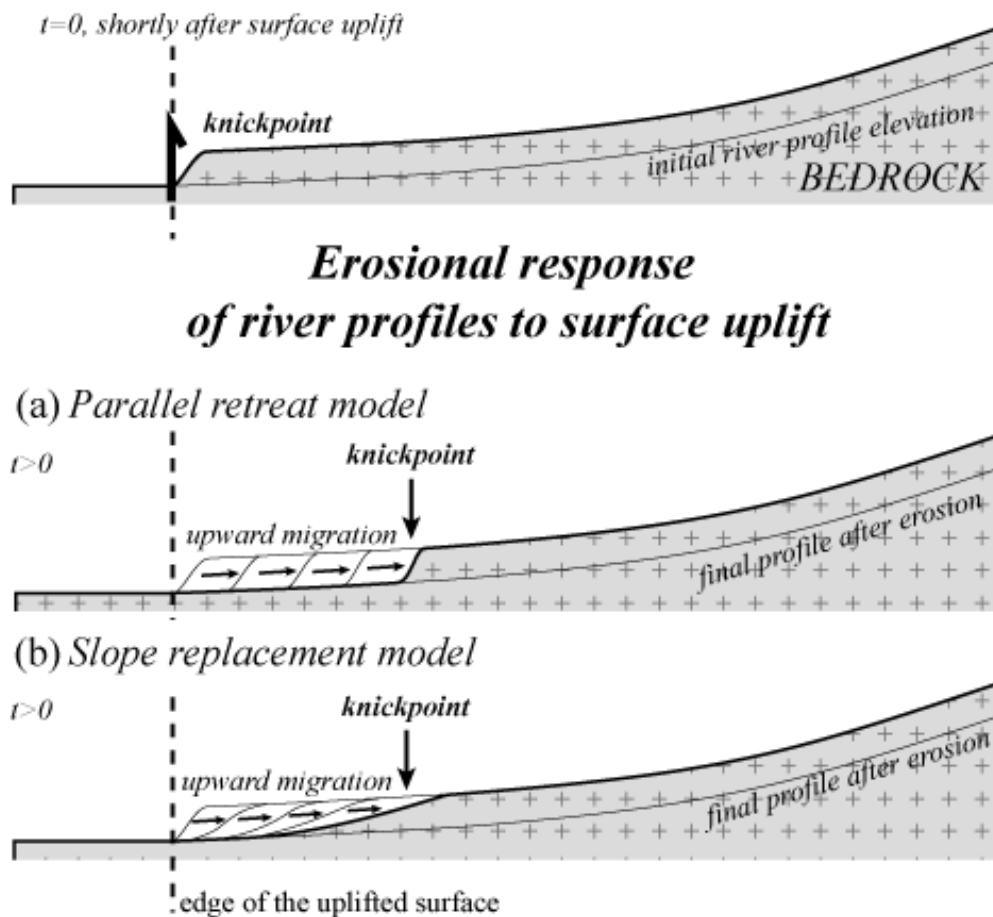 t=0, shortly after surface uplift
knickpoint
initial river profile elevation
BEDROCK
Erosional response
of river profiles to surface uplift
(a) Parallel retreat model
t>0
knickpoint
upward migration
final profile after erosion
(b) Slope replacement model
t>0
knickpoint
upward migration
final profile after erosion
edge of the uplifted surface